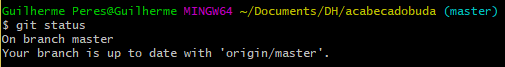 Guilherme Peres@Guilherme MINGW64 ~/Documents/DH/acabecadobuda (master)
$ git status
On branch master
Your branch is up to date with 'origin/master'.